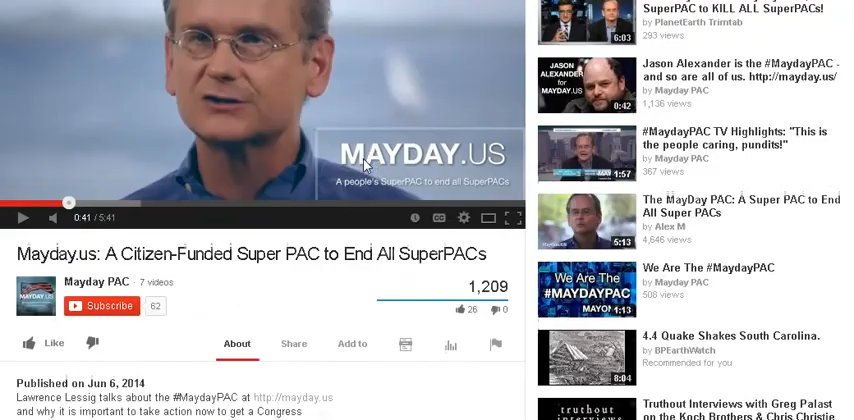 MAYDAY.US
A people's SuperPAC to end all SuperPACs
0:41 / 5:41
CC
Mayday.us: A Citizen-Funded Super PAC to End All SuperPACs
MAYDAY.US
Mayday PAC · 7 videos
Subscribe 62
1,209
26 0
Like
About Share Add to
Published on Jun 6, 2014
Lawrence Lessig talks about the #MaydayPAC at http://mayday.us
and why it is important to take action now to get a Congress
SuperPAC to KILL ALL SuperPACs!
by PlanetEarth Trimtab
293 views
6:03
JASON
ALEXANDER
for
MAYDAY.US
0:42
Jason Alexander is the #MaydayPAC -
and so are all of us. http://mayday.us/
by Mayday PAC
1,136 views
1:57
#MaydayPAC TV Highlights: "This is
the people caring, pundits!"
by Mayday PAC
367 views
5:13
The MayDay PAC: A Super PAC to End
All Super PACs
by Alex M
4,646 views
We Are The
#MAYDAYPAC
1:13
We Are The #MaydayPAC
by Mayday PAC
508 views
8:04
4.4 Quake Shakes South Carolina.
by BPEarthWatch
Recommended for you
truthout
interviews
Truthout Interviews with Greg Palast
on the Koch Brothers & Chris Christie